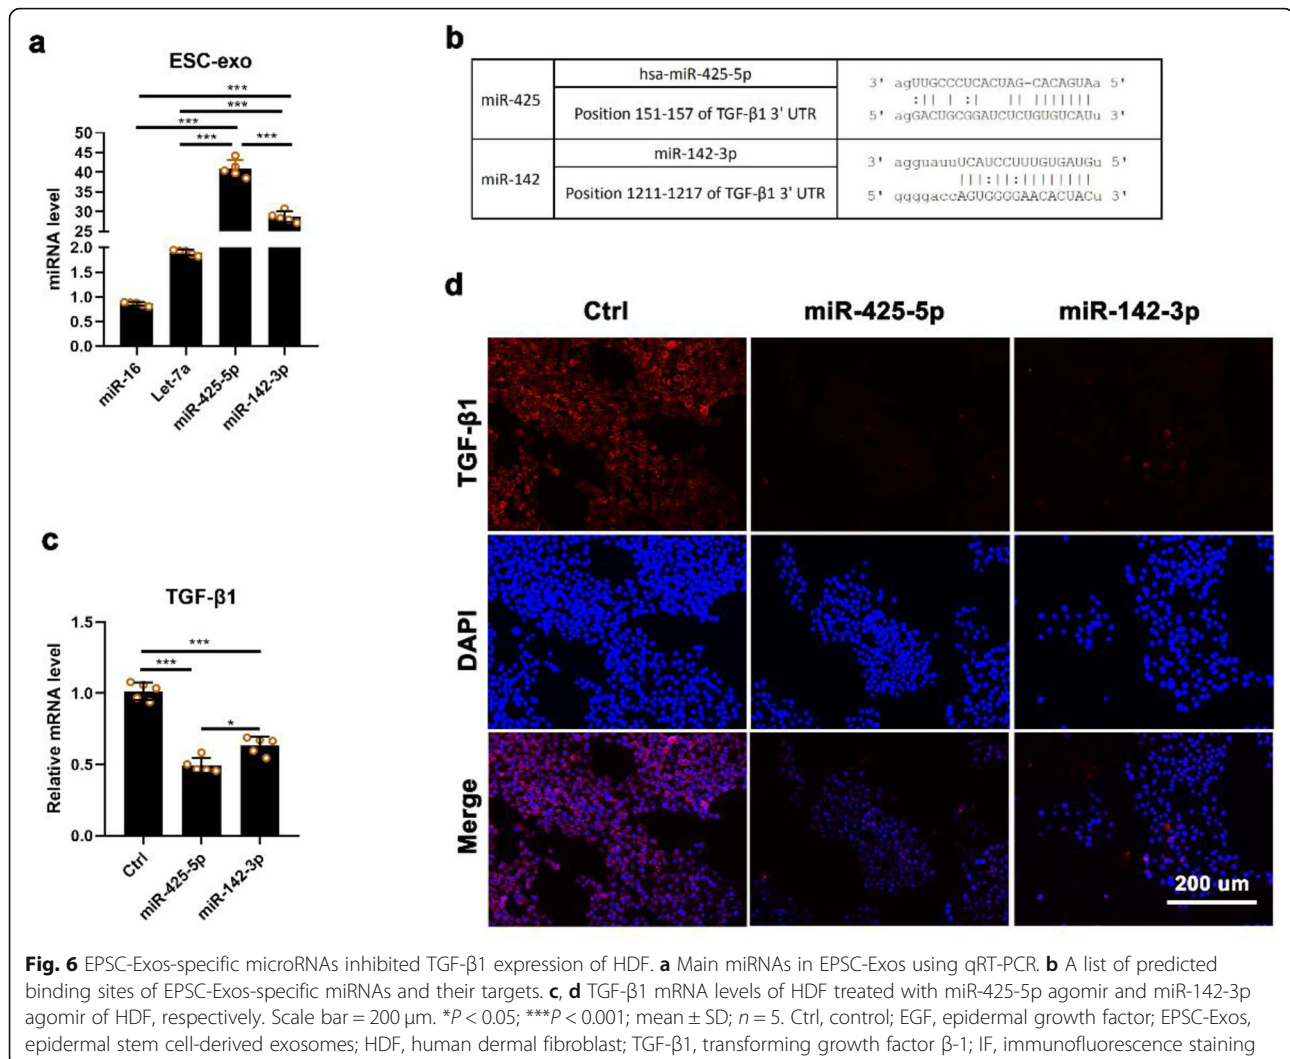 a
ESC-exo
***
***
***
*** ***
miRNA level
50
45
40
35
30
25
2.0
1.5
1.0
0.5
0.0
miR-16
Let-7a
miR-425-5p
miR-142-3p
b
miR-425
hsa-miR-425-5p
Position 151-157 of TGF-β1 3' UTR
3' agUUGCCCUCACUAG-CACAGUAa 5'
:|| | :| || |||||||
5' agGACUGCGGAUCUCUGUGUCAUu 3'
miR-142
miR-142-3p
Position 1211-1217 of TGF-β1 3' UTR
3' agguauuUCAUCCUUUGUGAUGu 5'
|||:||:|||||||
5' ggggaccAGUGGGGAACACUACu 3'
c
TGF-β1
***
***
*
Relative mRNA level
1.5
1.0
0.5
0.0
Ctrl
miR-425-5p
miR-142-3p
d
Ctrl miR-425-5p miR-142-3p
TGF-β1
DAPI
Merge
200 um
Fig. 6 EPSC-Exos-specific microRNAs inhibited TGF-β1 expression of HDF. a Main miRNAs in EPSC-Exos using qRT-PCR. b A list of predicted
binding sites of EPSC-Exos-specific miRNAs and their targets. c, d TGF-β1 mRNA levels of HDF treated with miR-425-5p agomir and miR-142-3p
agomir of HDF, respectively. Scale bar = 200 μm. *P < 0.05; ***P < 0.001; mean ± SD; n = 5. Ctrl, control; EGF, epidermal growth factor; EPSC-Exos,
epidermal stem cell-derived exosomes; HDF, human dermal fibroblast; TGF-β1, transforming growth factor β-1; IF, immunofluorescence staining